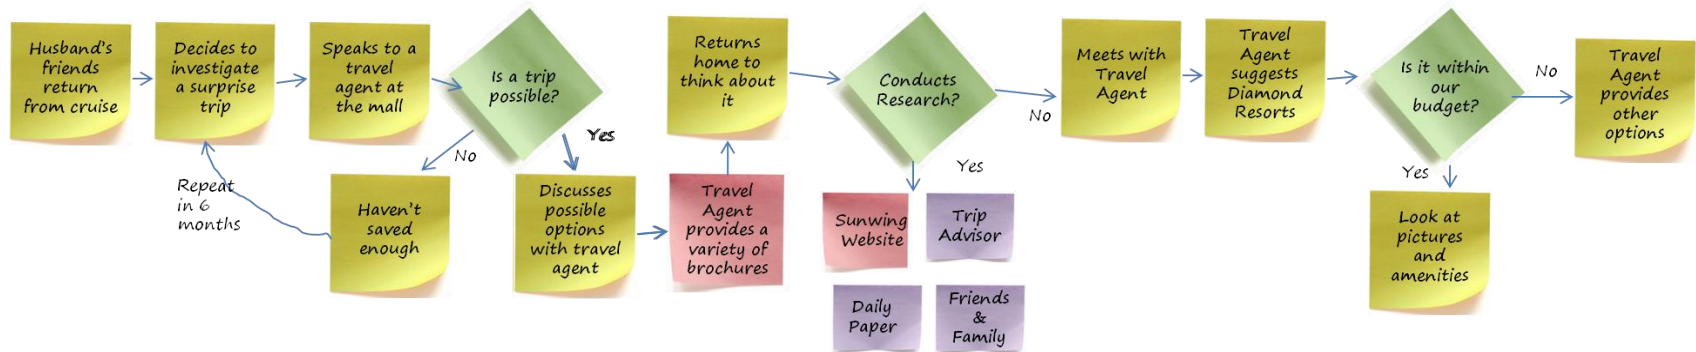 Husband's
friends
return
from cruise
Decides to
investigate
a surprise
trip
Speaks to a
travel
agent at
the mall
Is a trip
possible?
No
Haven't
saved
enough
Repeat
in 6
months
Yes
Discusses
possible
options
with travel
agent
Travel
Agent
provides a
variety of
brochures
Returns
home to
think about
it
Conducts
Research?
Yes
Sunwing
Website
Trip
Advisor
Daily
Paper
Friends
&
Family
No
Meets with
Travel
Agent
Travel
Agent
suggests
Diamond
Resorts
Is it within
our
budget?
Yes
Look at
pictures
and
amenities
No
Travel
Agent
provides
other
options